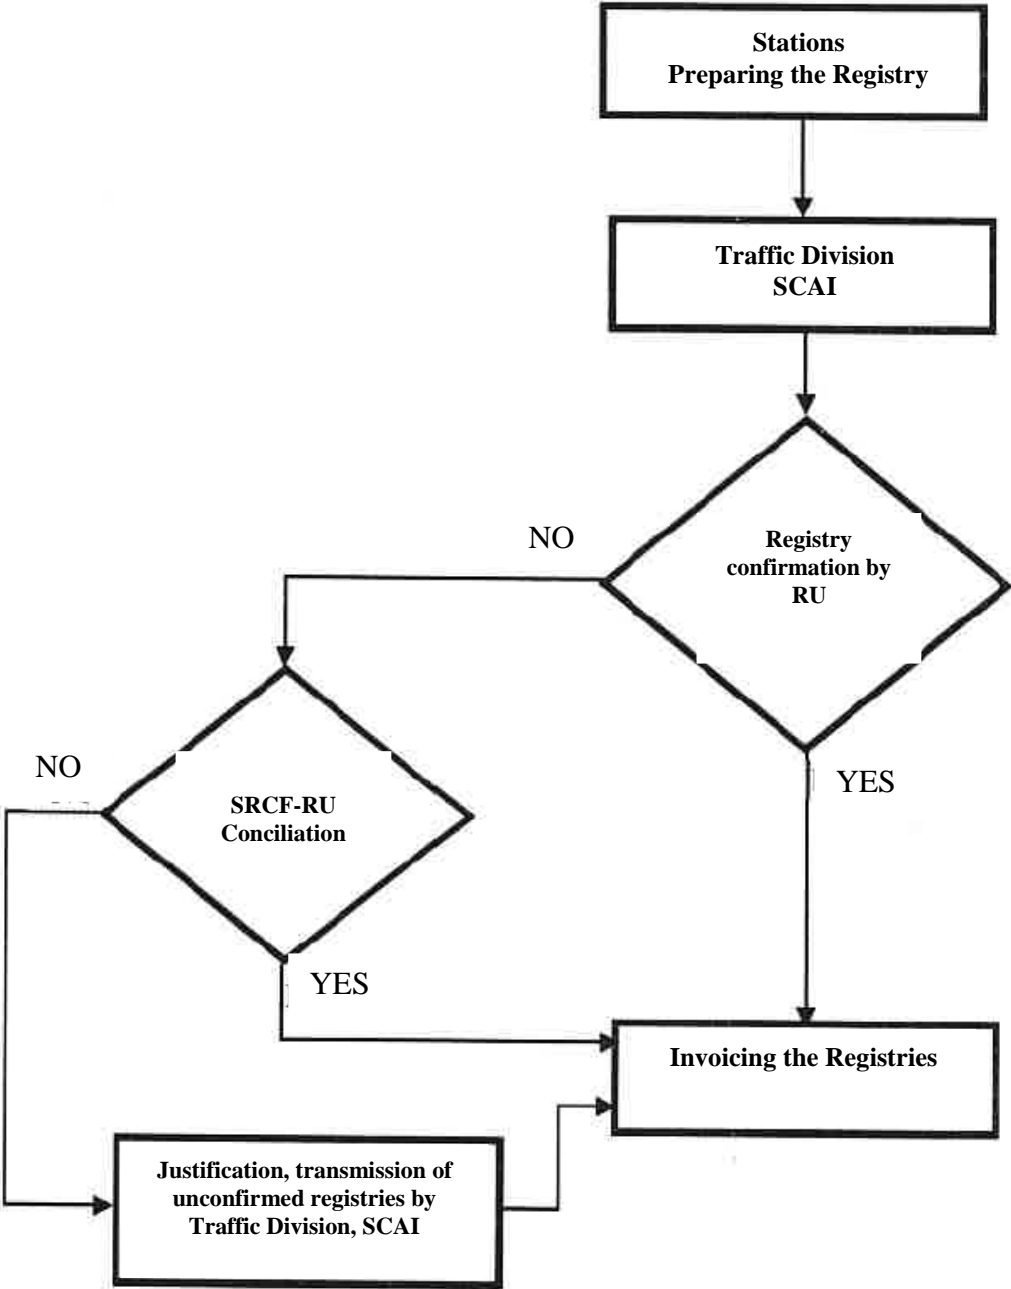 Stations
Preparing the Registry
Traffic Division
SCAI
NO
Registry
confirmation by
RU
NO
SRCF-RU
Conciliation
YES
YES
Invoicing the Registries
Justification, transmission of
unconfirmed registries by
Traffic Division, SCAI